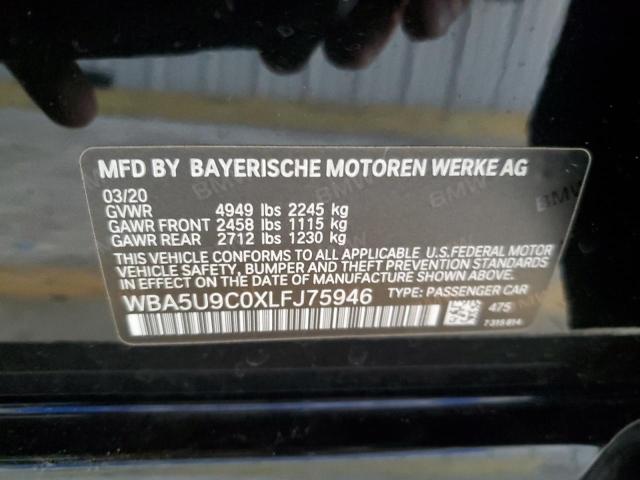 MFD BY BAYERISCHE MOTOREN WERKE AG
03/20
GVWR 4949 lbs 2245 kg
GAWR FRONT 2458 lbs 1115 kg
GAWR REAR 2712 lbs 1230 kg
THIS VEHICLE CONFORMS TO ALL APPLICABLE U.S.FEDERAL MOTOR
VEHICLE SAFETY, BUMPER AND THEFT PREVENTION STANDARDS IN
EFFECT ON THE DATE OF MANUFACTURE SHOWN ABOVE.
WBA5U9C0XLFJ75946 TYPE: PASSENGER CAR
475
7315814